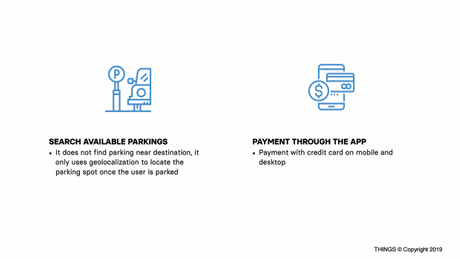 P
$
SEARCH AVAILABLE PARKINGS
• It does not find parking near destination, it
only uses geolocalization to locate the
parking spot once the user is parked
PAYMENT THROUGH THE APP
• Payment with credit card on mobile and
desktop
THINGS © Copyright 2019